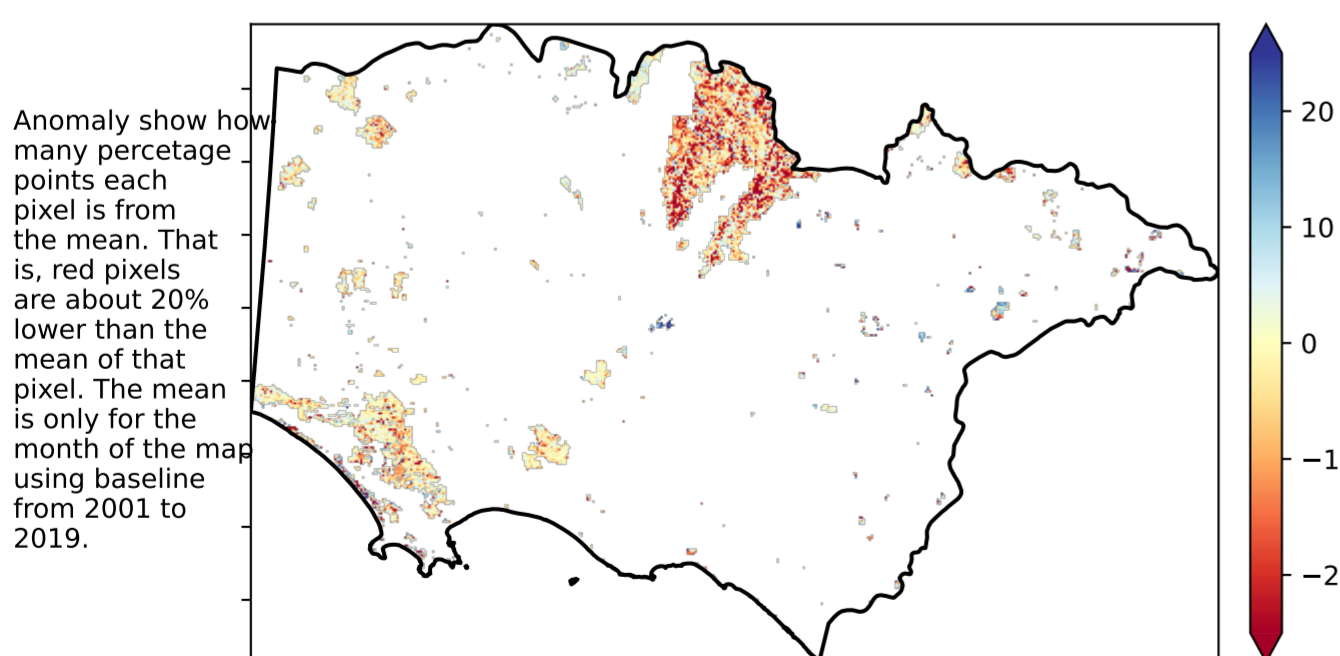 Anomaly show how
many percetage
points each
pixel is from
the mean. That
is, red pixels
are about 20%
lower than the
mean of that
pixel. The mean
is only for the
month of the map
using baseline
from 2001 to
2019.
20
10
0
−1
−2